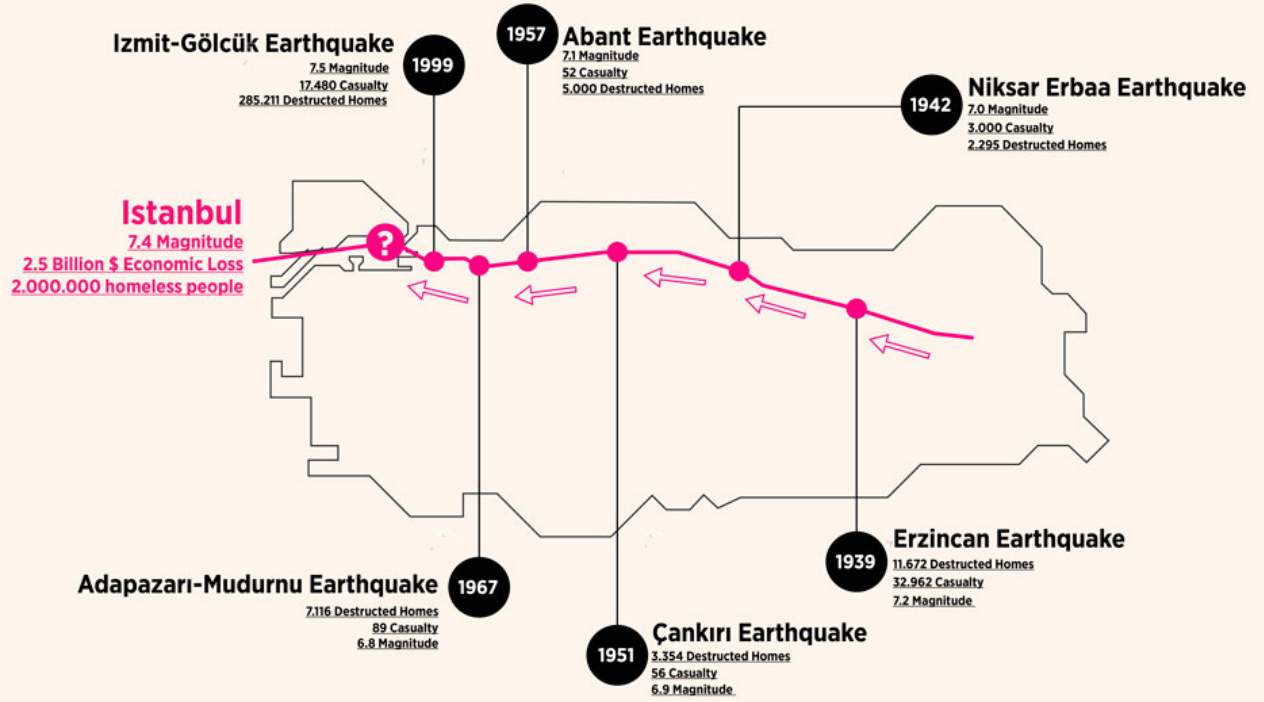 1957
Abant Earthquake
7.1 Magnitude
52 Casualty
5.000 Destructed Homes
Izmit-Gölcük Earthquake
7.5 Magnitude
17.480 Casualty
285.211 Destructed Homes
1999
1942
Niksar Erbaa Earthquake
7.0 Magnitude
3.000 Casualty
2.295 Destructed Homes
Istanbul
7.4 Magnitude
2.5 Billion $ Economic Loss
2.000.000 homeless people
?
1939
Erzincan Earthquake
11.672 Destructed Homes
32.962 Casualty
7.2 Magnitude
Adapazarı-Mudurnu Earthquake
7.116 Destructed Homes
89 Casualty
6.8 Magnitude
1967
1951
Çankırı Earthquake
3.354 Destructed Homes
56 Casualty
6.9 Magnitude